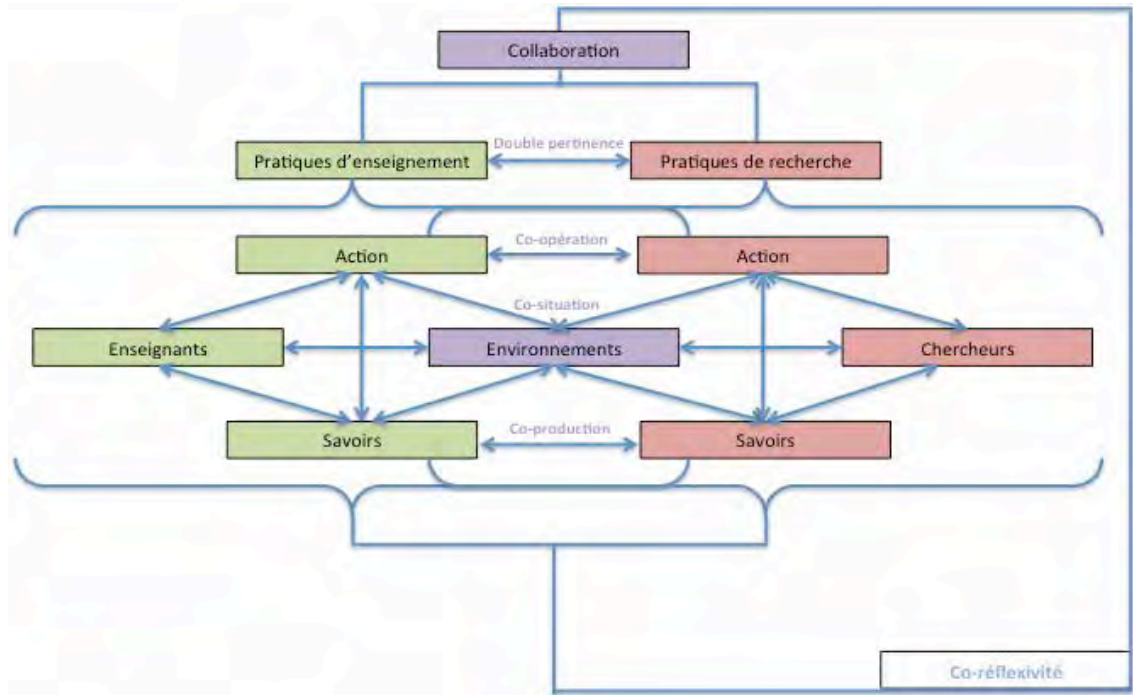 Collaboration
Double pertinence
Pratiques d'enseignement
Pratiques de recherche
Co-opération
Action
Action
Co-situation
Enseignants
Environnements
Chercheurs
Co-production
Savoirs
Savoirs
Co-réflexivité